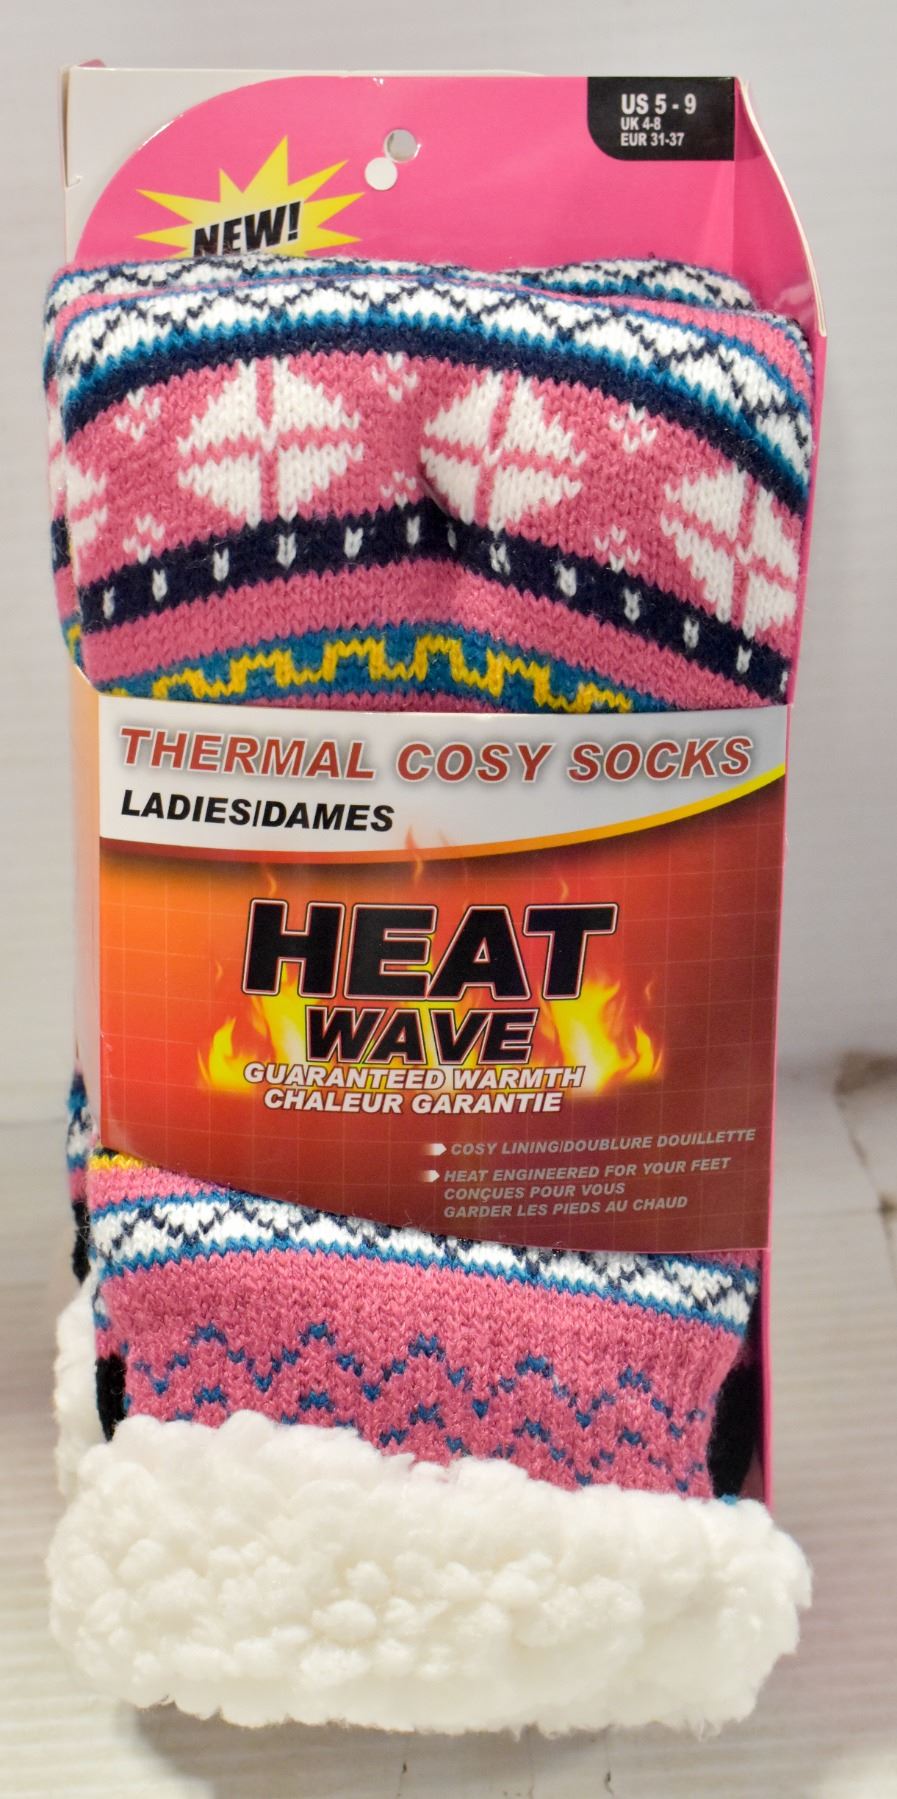 US 5 - 9
UK 4-8
EUR 31-37
NEW!
THERMAL COSY SOCKS
LADIES/DAMES
HEAT
WAVE
GUARANTEED WARMTH
CHALEUR GARANTIE
COSY LINING/DOUBLURE DOUILLETTE
HEAT ENGINEERED FOR YOUR FEET
CONÇUES POUR VOUS
GARDER LES PIEDS AU CHAUD